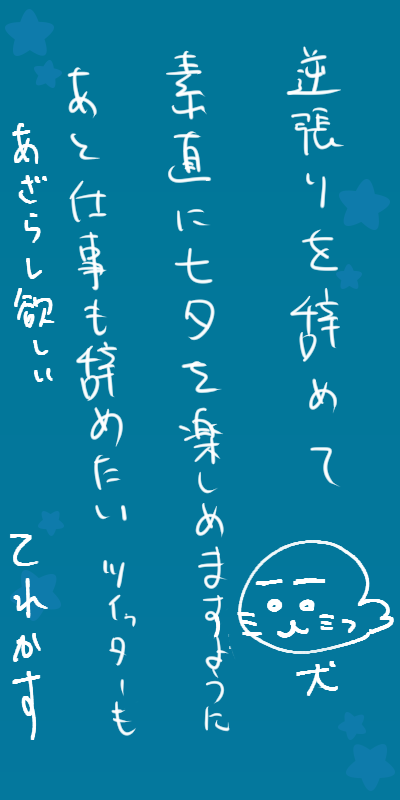 逆張りを辞めて
素直に七夕を楽しめますように
あと仕事も辞めたい ツイッターも
あざらし欲しい
てれかす
犬